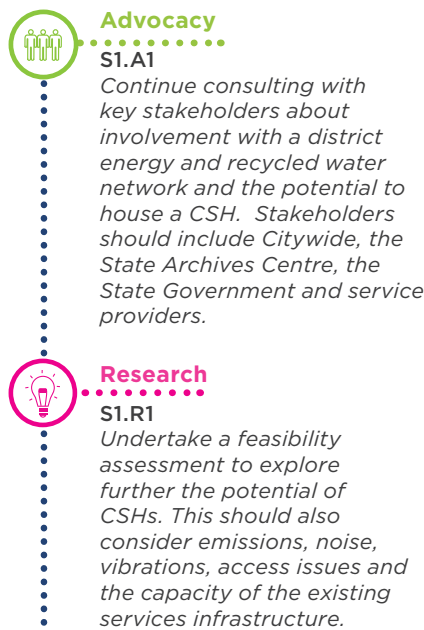 Advocacy
S1.A1
Continue consulting with
key stakeholders about
involvement with a district
energy and recycled water
network and the potential to
house a CSH.  Stakeholders
should include Citywide, the
State Archives Centre, the
State Government and service
providers.
Research
S1.R1
Undertake a feasibility
assessment to explore
further the potential of
CSHs. This should also
consider emissions, noise,
vibrations, access issues and
the capacity of the existing
services infrastructure.